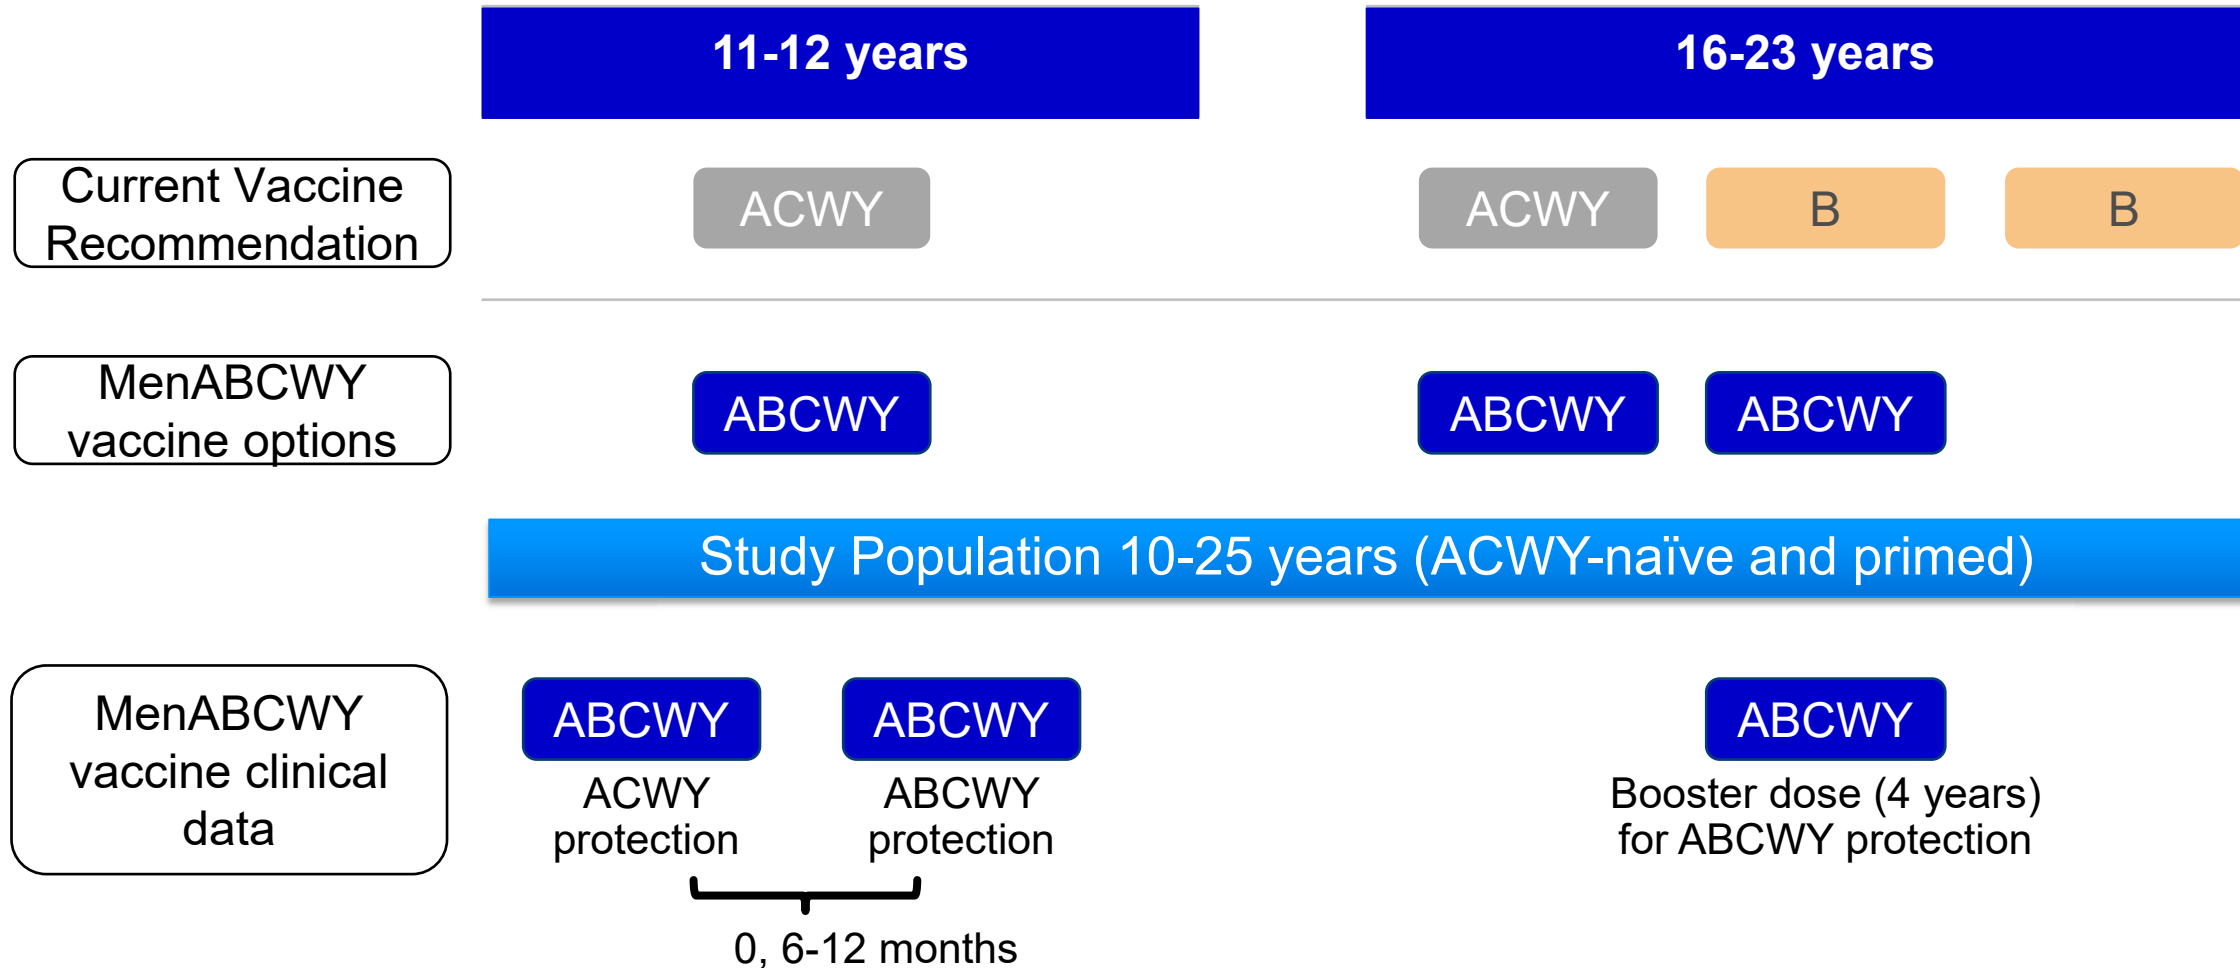 11-12 years
16-23 years
Current Vaccine
Recommendation
ACWY
ACWY
B
B
MenABCWY
vaccine options
ABCWY
ABCWY
ABCWY
Study Population 10-25 years (ACWY-naïve and primed)
MenABCWY
vaccine clinical
data
ABCWY
ACWY
protection
ABCWY
ABCWY
protection
0, 6-12 months
ABCWY
Booster dose (4 years)
for ABCWY protection